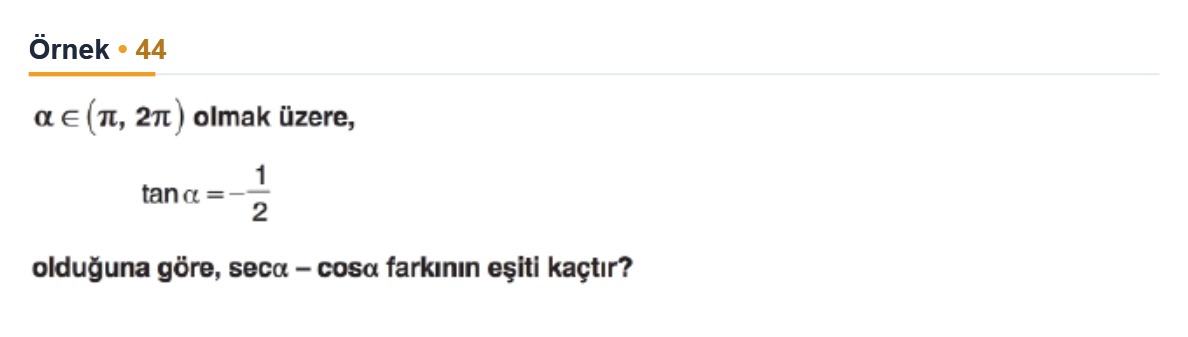 Örnek • 44
α ∈ (π, 2π) olmak üzere,
tan α = -1/2
olduğuna göre, secα – cosα farkının eşiti kaçtır?